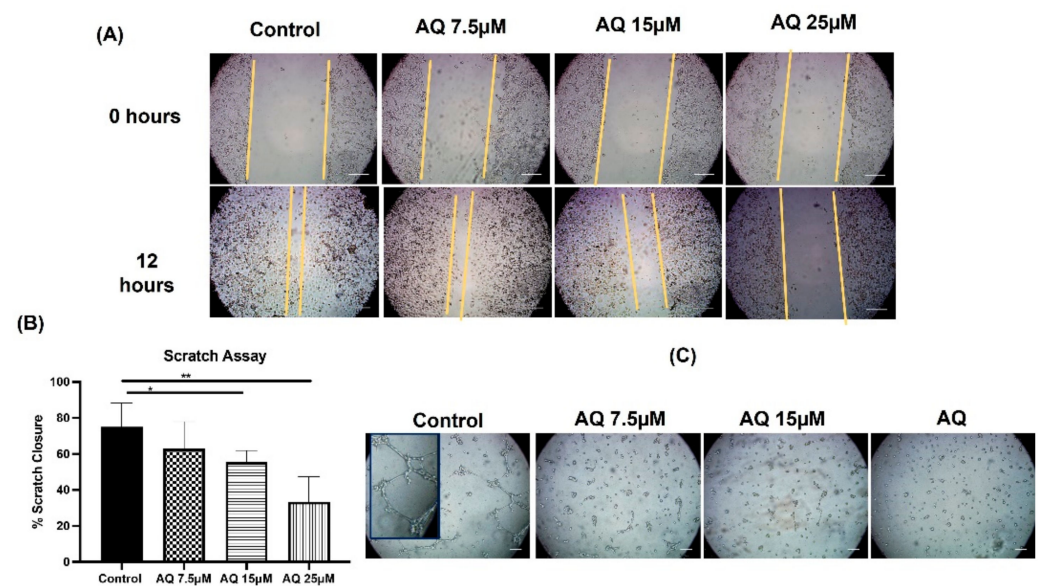 (A)
Control
AQ 7.5µM
AQ 15µM
AQ 25µM
0 hours
12
hours
(B)
Scratch Assay
% Scratch Closure
100
80
60
40
20
0
**
*
Control
AQ 7.5µM
AQ 15µM
AQ 25µM
(C)
Control
AQ 7.5µM
AQ 15µM
AQ